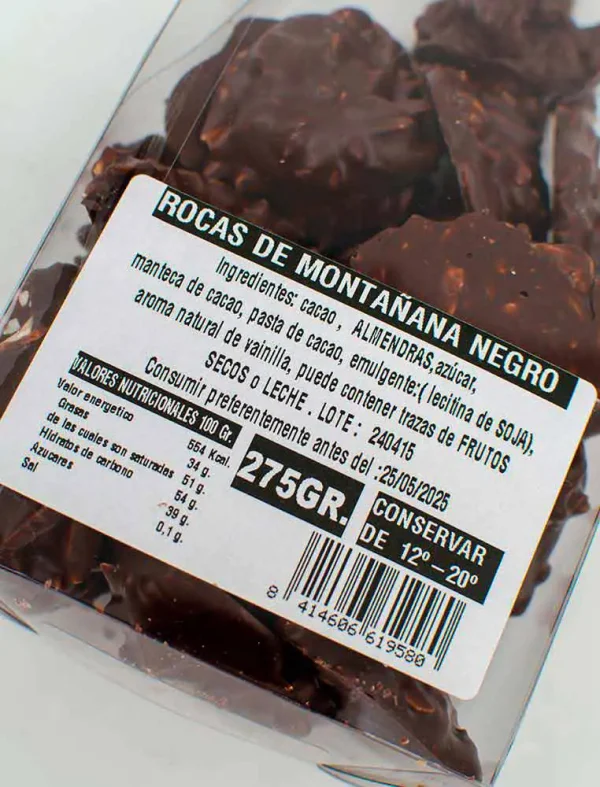 ROCAS DE MONTAÑANA NEGRO
Ingredientes: cacao, ALMENDRAS, azúcar,
manteca de cacao, pasta de cacao, emulgente:( lecitina de SOJA),
aroma natural de vainilla, puede contener trazas de FRUTOS
SECOS o LECHE. LOTE: 240415
Consumir preferentemente antes del :25/05/2025
VALORES NUTRICIONALES 100 Gr.
Valor energetico 554 Kcal.
Grasas 34 g.
de las cuales son saturadas 51 g.
Hidratos de carbono 54 g.
Azucares 39 g.
Sal 0,1 g.
275GR.
CONSERVAR
DE 12º-20º
8 414606 619580